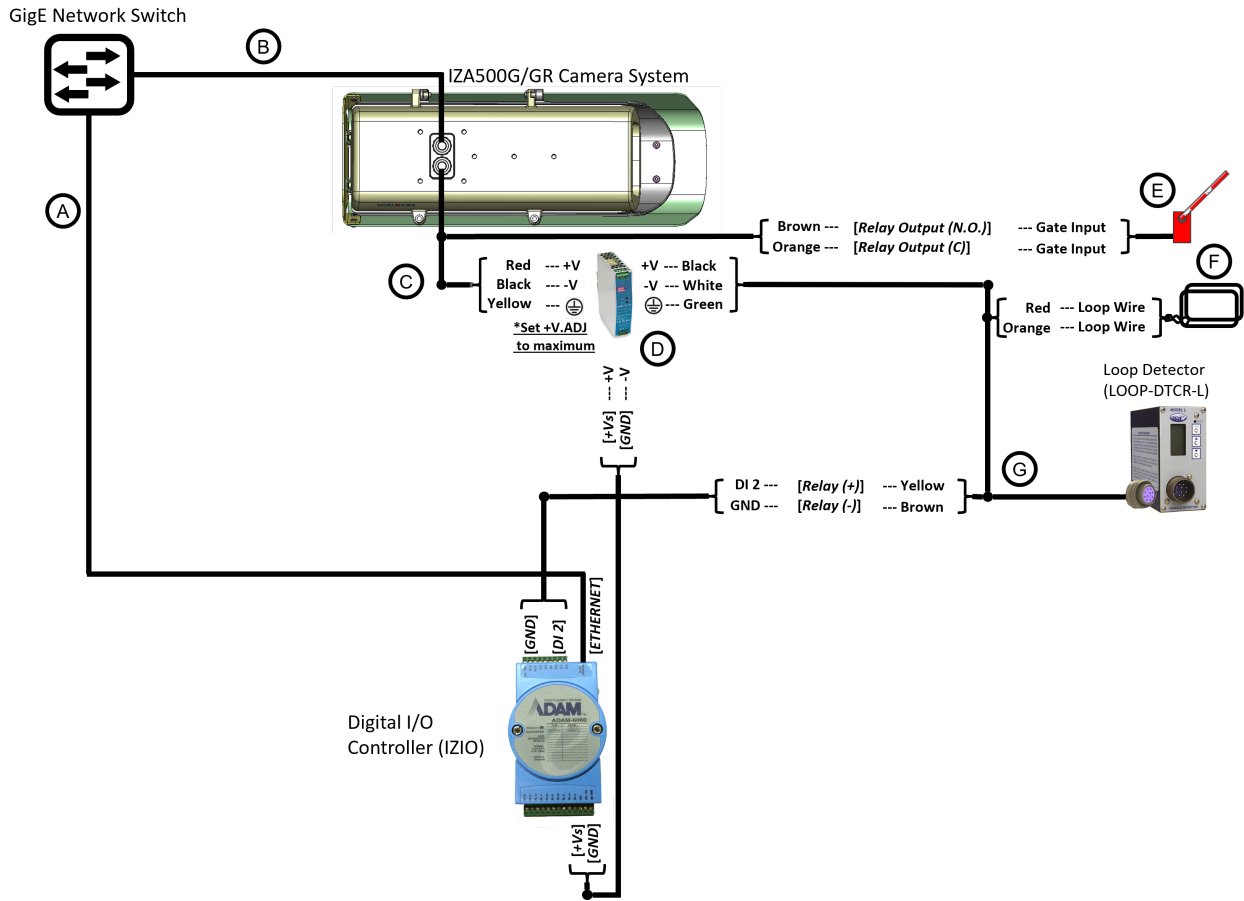 GigE Network Switch
B
IZA500G/GR Camera System
A
E
Brown --- [Relay Output (N.O.)] --- Gate Input
Orange --- [Relay Output (C)] --- Gate Input
C
F
Red --- +V
Black --- -V
Yellow ---
*Set +V.ADJ
to maximum
+V --- Black
-V --- White
--- Green
D
Red --- Loop Wire
Orange --- Loop Wire
--- +V
--- -V
[+Vs]
[GND]
Loop Detector
(LOOP-DTCR-L)
MODEL L
G
DI 2 --- [Relay (+)] --- Yellow
GND --- [Relay (-)] --- Brown
[GND]
[DI 2]
[ETHERNET]
ADAM
ADAM-6060
Digital I/O
Controller (IZIO)
[+Vs]
[GND]